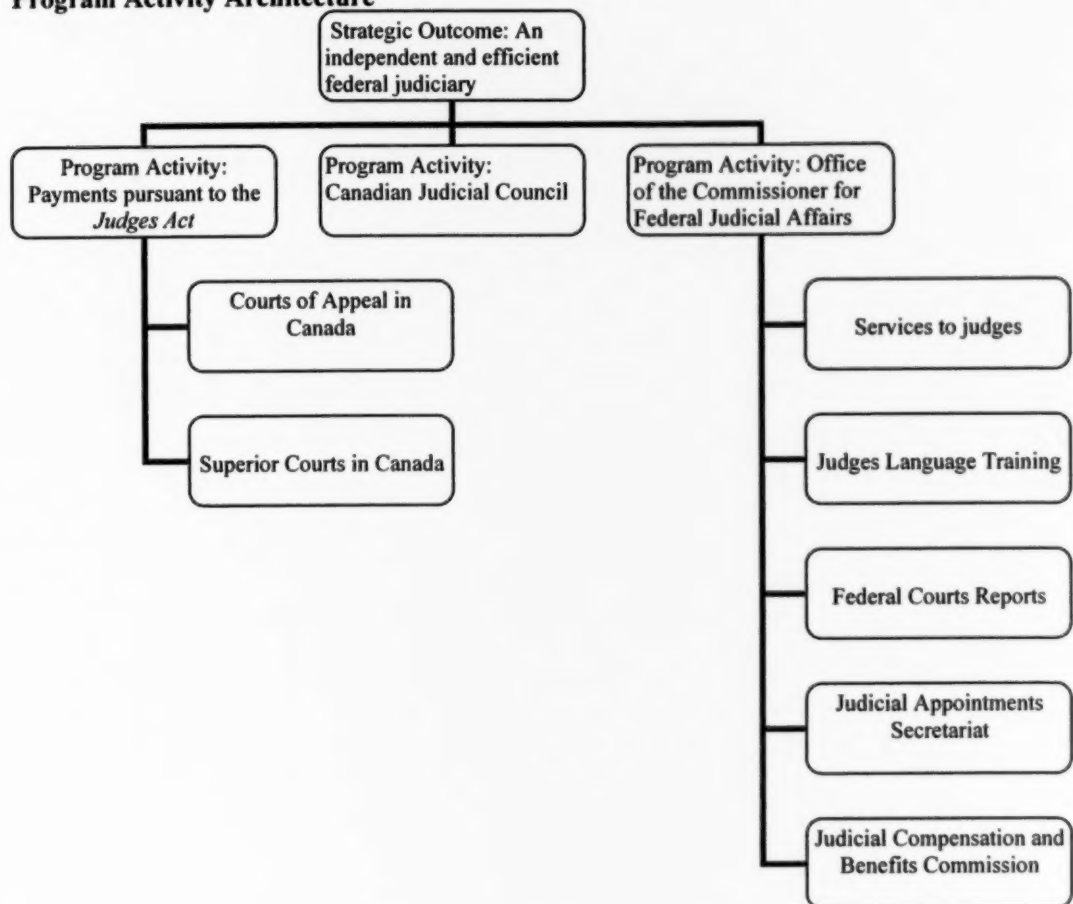 Program Activity Architecture
Strategic Outcome: An
independent and efficient
federal judiciary
Program Activity:
Payments pursuant to the
Judges Act
Program Activity:
Canadian Judicial Council
Program Activity: Office
of the Commissioner for
Federal Judicial Affairs
Courts of Appeal in
Canada
Superior Courts in Canada
Services to judges
Judges Language Training
Federal Courts Reports
Judicial Appointments
Secretariat
Judicial Compensation and
Benefits Commission